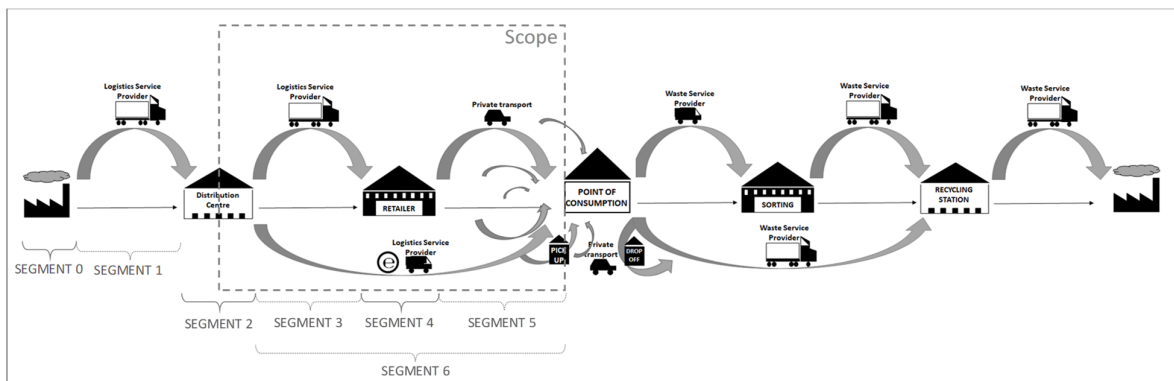 Scope
Logistics Service
Provider
Logistics Service
Provider
Private transport
Waste Service
Provider
Waste Service
Provider
Waste Service
Provider
Distribution
Centre
RETAILER
POINT OF
CONSUMPTION
SORTING
RECYCLING
STATION
Logistics Service
Provider
e
PICK
UP
Private
transport
DROP
OFF
Waste Service
Provider
SEGMENT 0
SEGMENT 1
SEGMENT 2
SEGMENT 3
SEGMENT 4
SEGMENT 5
SEGMENT 6